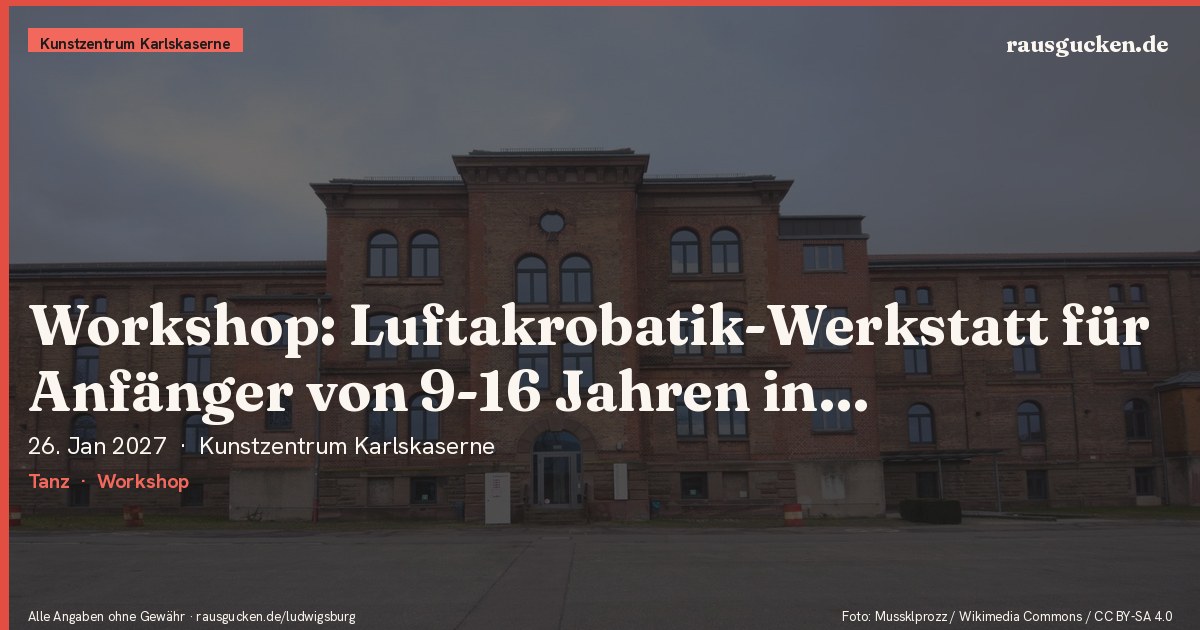 Kunstzentrum Karlskaserne
rausgucken.de
Workshop: Luftakrobatik-Werkstatt für
Anfänger von 9-16 Jahren in...
26. Jan 2027 · Kunstzentrum Karlskaserne
Tanz · Workshop
Alle Angaben ohne Gewähr · rausgucken.de/ludwigsburg
Foto: Mussklprozz / Wikimedia Commons / CC BY-SA 4.0